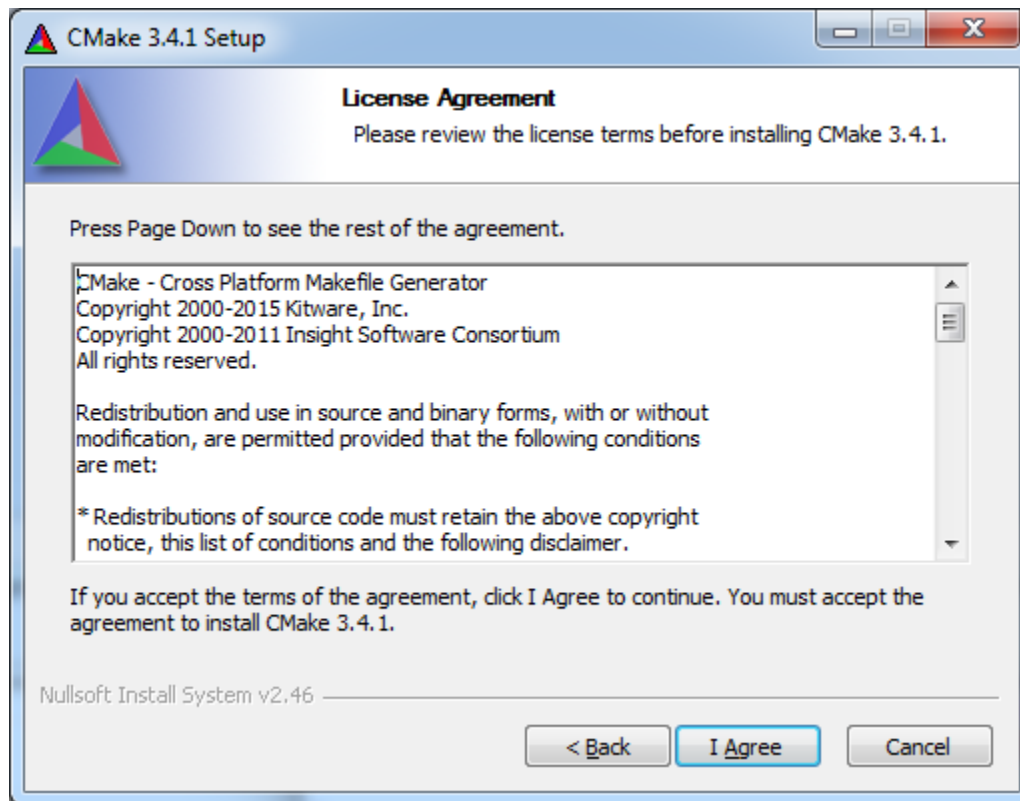 CMake 3.4.1 Setup
License Agreement
Please review the license terms before installing CMake 3.4.1.
Press Page Down to see the rest of the agreement.
CMake - Cross Platform Makefile Generator
Copyright 2000-2015 Kitware, Inc.
Copyright 2000-2011 Insight Software Consortium
All rights reserved.
Redistribution and use in source and binary forms, with or without
modification, are permitted provided that the following conditions
are met:
* Redistributions of source code must retain the above copyright
notice, this list of conditions and the following disclaimer.
If you accept the terms of the agreement, click I Agree to continue. You must accept the
agreement to install CMake 3.4.1.
Nullsoft Install System v2.46
< Back
I Agree
Cancel